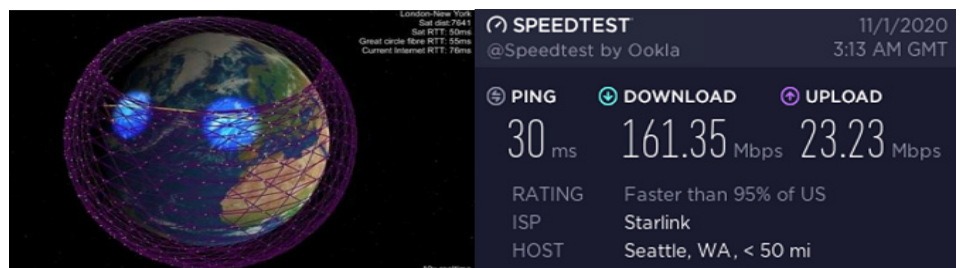 London-New York
Sat dist:7641
Sat RTT: 50ms
Great circle fibre RTT: 55ms
Current Internet RTT: 76ms
SPEEDTEST
11/1/2020
@Speedtest by Ookla
3:13 AM GMT
PING DOWNLOAD UPLOAD
30 ms 161.35 Mbps 23.23 Mbps
RATING Faster than 95% of US
ISP Starlink
HOST Seattle, WA, < 50 mi